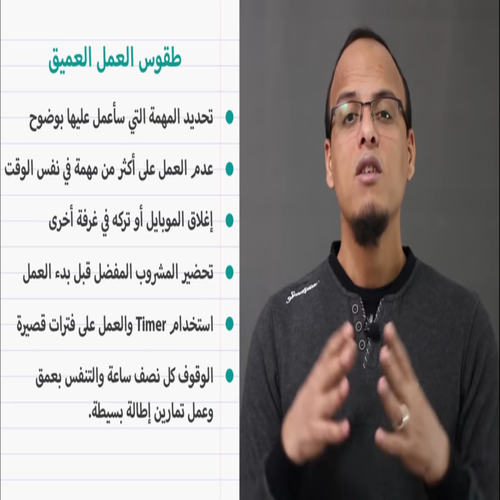 طقوس العمل العميق
تحديد المهمة التي سأعمل عليها بوضوح
عدم العمل على أكثر من مهمة في نفس الوقت
إغلاق الموبايل أو تركه في غرفة أخرى
تحضير المشروب المفضل قبل بدء العمل
استخدام Timer والعمل على فترات قصيرة
الوقوف كل نصف ساعة والتنفس بعمق
وعمل تمارين إطالة بسيطة.